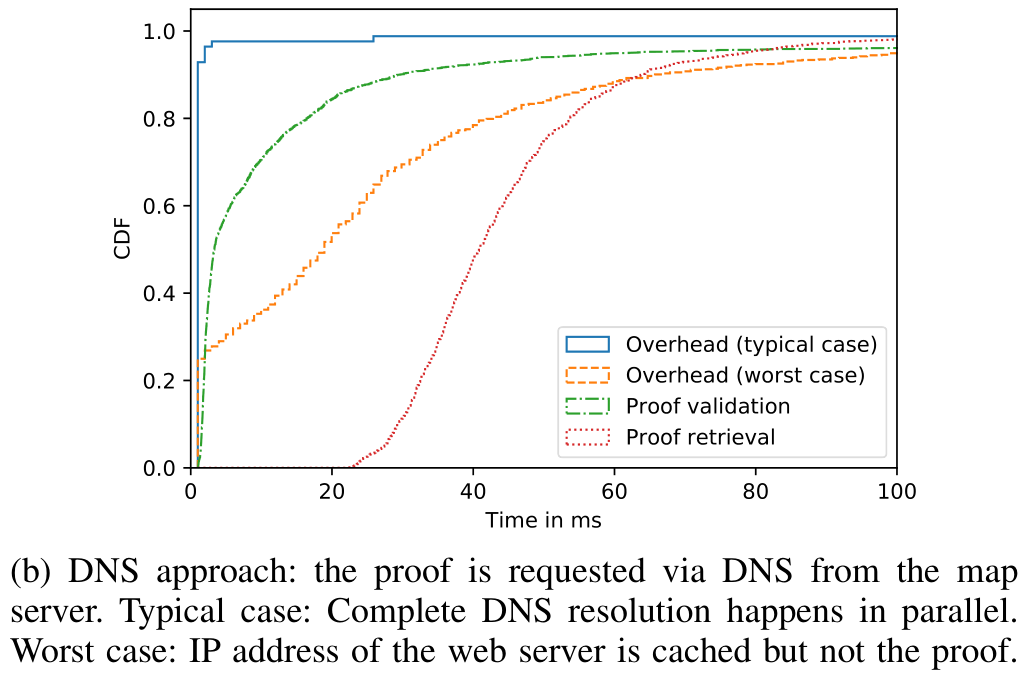 1.0
0.8
0.6
0.4
0.2
0.0
CDF
0 20 40 60 80 100
Time in ms
Overhead (typical case)
Overhead (worst case)
Proof validation
Proof retrieval
(b) DNS approach: the proof is requested via DNS from the map
server. Typical case: Complete DNS resolution happens in parallel.
Worst case: IP address of the web server is cached but not the proof.